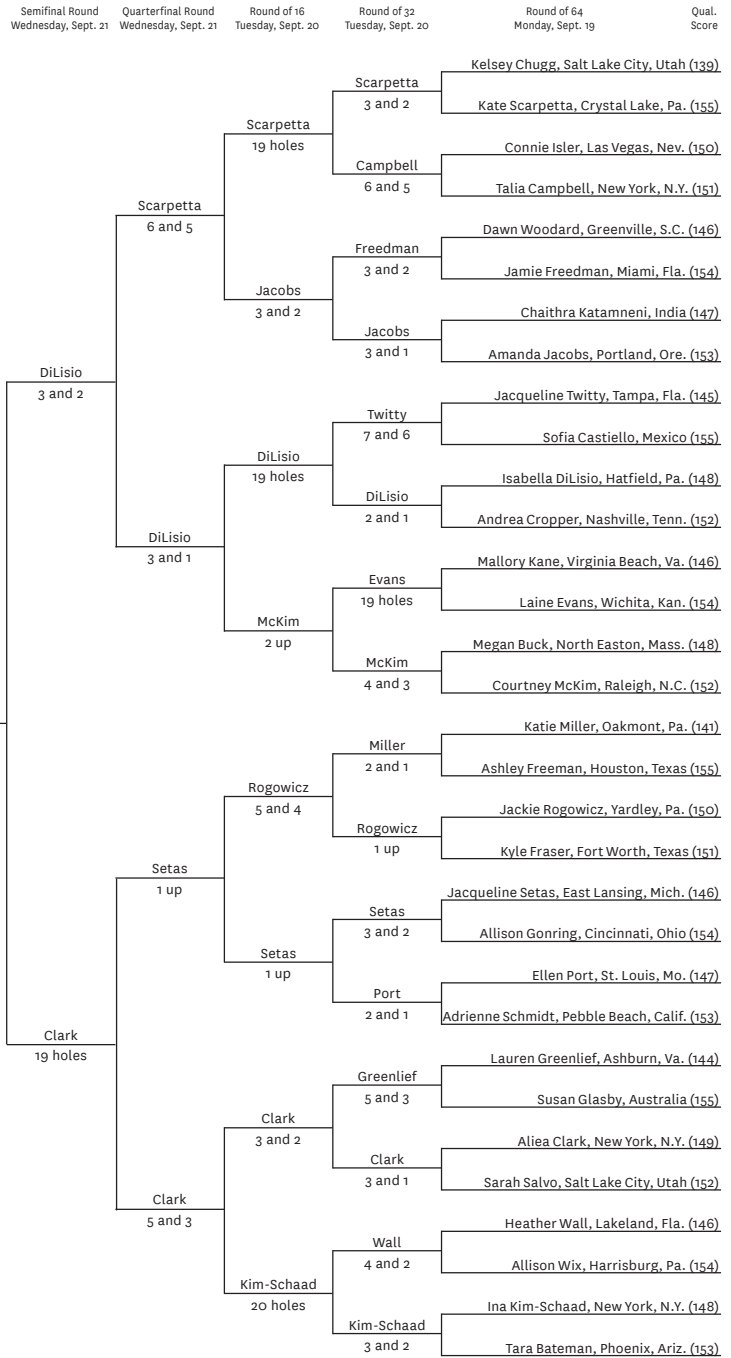 Semifinal Round
Wednesday, Sept. 21
Quarterfinal Round
Wednesday, Sept. 21
Round of 16
Tuesday, Sept. 20
Round of 32
Tuesday, Sept. 20
Round of 64
Monday, Sept. 19
Qual.
Score
Kelsey Chugg, Salt Lake City, Utah (139)
Scarpetta
3 and 2
Kate Scarpetta, Crystal Lake, Pa. (155)
Scarpetta
19 holes
Connie Isler, Las Vegas, Nev. (150)
Campbell
6 and 5
Talia Campbell, New York, N.Y. (151)
Scarpetta
6 and 5
Dawn Woodard, Greenville, S.C. (146)
Freedman
3 and 2
Jamie Freedman, Miami, Fla. (154)
Jacobs
3 and 2
Chaithra Katamneni, India (147)
Jacobs
3 and 1
Amanda Jacobs, Portland, Ore. (153)
DiLisio
3 and 2
Jacqueline Twitty, Tampa, Fla. (145)
Twitty
7 and 6
Sofia Castiello, Mexico (155)
DiLisio
19 holes
Isabella DiLisio, Hatfield, Pa. (148)
DiLisio
2 and 1
Andrea Cropper, Nashville, Tenn. (152)
DiLisio
3 and 1
Mallory Kane, Virginia Beach, Va. (146)
Evans
19 holes
Laine Evans, Wichita, Kan. (154)
McKim
2 up
Megan Buck, North Easton, Mass. (148)
McKim
4 and 3
Courtney McKim, Raleigh, N.C. (152)
Katie Miller, Oakmont, Pa. (141)
Miller
2 and 1
Ashley Freeman, Houston, Texas (155)
Rogowicz
5 and 4
Jackie Rogowicz, Yardley, Pa. (150)
Rogowicz
1 up
Kyle Fraser, Fort Worth, Texas (151)
Setas
1 up
Jacqueline Setas, East Lansing, Mich. (146)
Setas
3 and 2
Allison Gonring, Cincinnati, Ohio (154)
Setas
1 up
Ellen Port, St. Louis, Mo. (147)
Port
2 and 1
Adrienne Schmidt, Pebble Beach, Calif. (153)
Clark
19 holes
Lauren Greenlief, Ashburn, Va. (144)
Greenlief
5 and 3
Susan Glasby, Australia (155)
Clark
3 and 2
Aliea Clark, New York, N.Y. (149)
Clark
3 and 1
Sarah Salvo, Salt Lake City, Utah (152)
Clark
5 and 3
Heather Wall, Lakeland, Fla. (146)
Wall
4 and 2
Allison Wix, Harrisburg, Pa. (154)
Kim-Schaad
20 holes
Ina Kim-Schaad, New York, N.Y. (148)
Kim-Schaad
3 and 2
Tara Bateman, Phoenix, Ariz. (153)